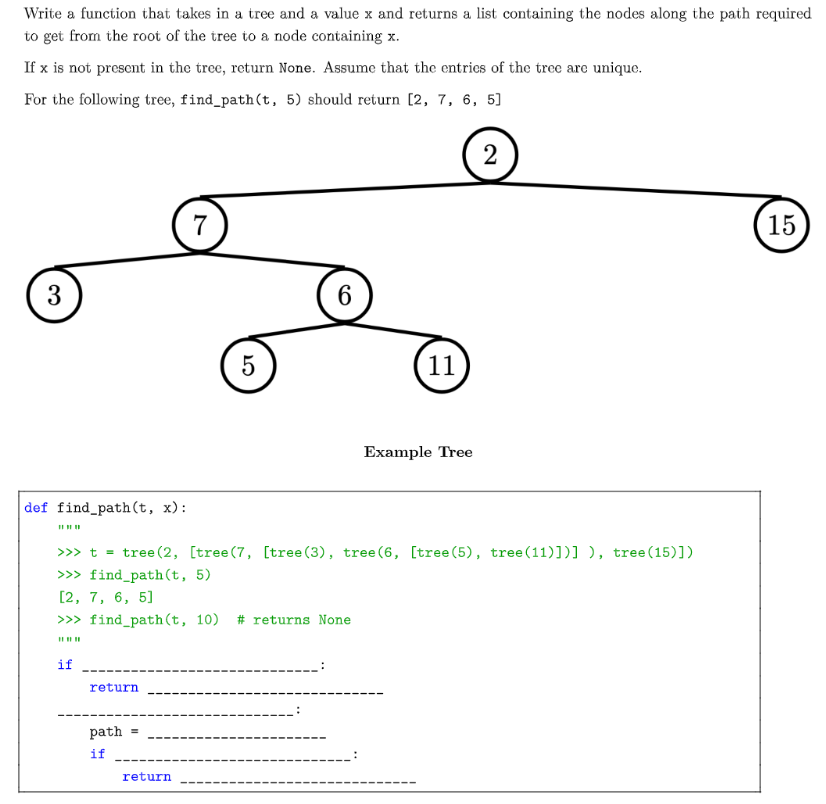 Write a function that takes in a tree and a value x and returns a list containing the nodes along the path required
to get from the root of the tree to a node containing x.
If x is not present in the tree, return None. Assume that the entries of the tree are unique.
For the following tree, find_path(t, 5) should return [2, 7, 6, 5]
2
7
15
3
6
5
11
Example Tree
def find_path(t, x):
"""
>>> t = tree(2, [tree(7, [tree(3), tree(6, [tree(5), tree(11)])] ), tree(15)])
>>> find_path(t, 5)
[2, 7, 6, 5]
>>> find_path(t, 10)  # returns None
"""
if _____________________________:
return _____________________________
_____________________________:
path = ______________________
if _____________________________:
return _____________________________